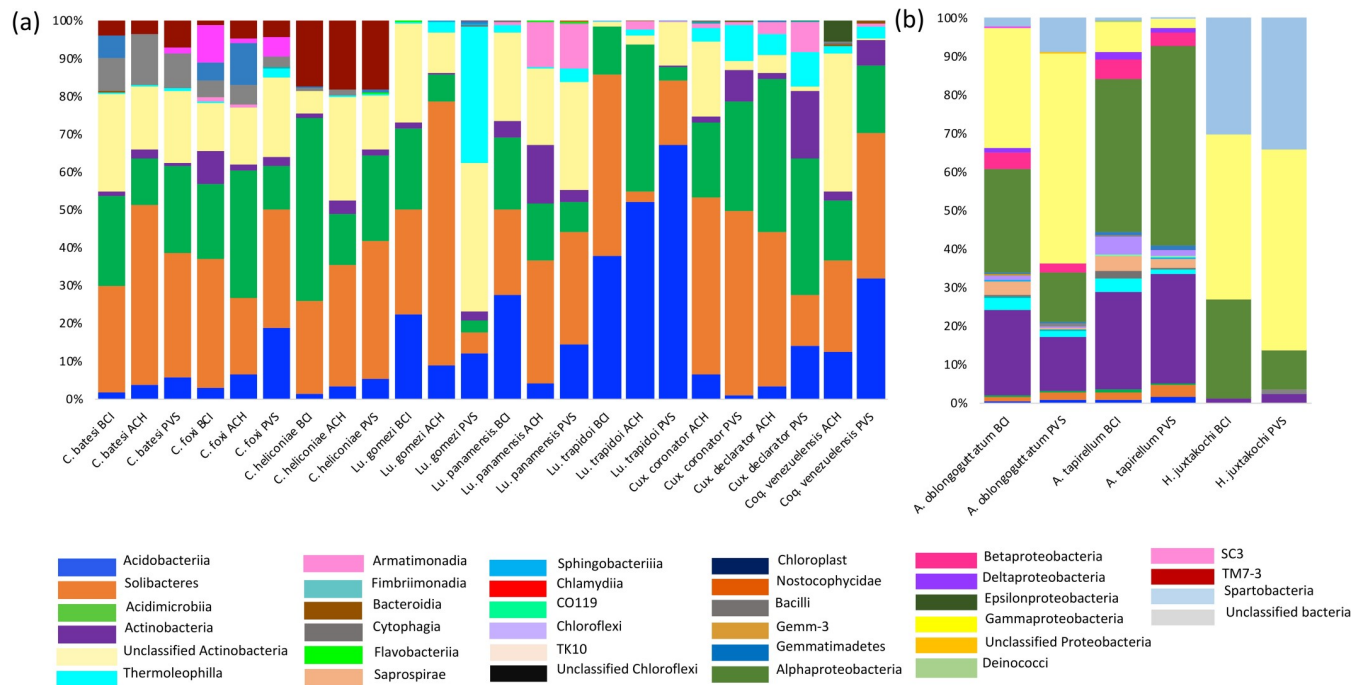 (a)
100%
90%
80%
70%
60%
50%
40%
30%
20%
10%
0%
C. batesi BCI
C. batesi ACH
C. batesi PVS
C. foxi BCI
C. foxi ACH
C. foxi PVS
C. heliconiae BCI
C. heliconiae ACH
C. heliconiae PVS
Lu. gomezi BCI
Lu. gomezi ACH
Lu. gomezi PVS
Lu. panamensis. BCI
Lu. panamensis ACH
Lu. panamensis PVS
Lu. trapidoi BCI
Lu. trapidoi ACH
Lu. trapidoi PVS
Cux. coronator ACH
Cux. coronator PVS
Cux. declarator ACH
Cux. declarator PVS
Coq. venezuelensis ACH
Coq. venezuelensis PVS
(b)
100%
90%
80%
70%
60%
50%
40%
30%
20%
10%
0%
A. oblongoguttatum BCI
A. oblongoguttatum PVS
A. tapirellum BCI
A. tapirellum PVS
H. juxtakochi BCI
H. juxtakochi PVS
Acidobacteriia
Solibacteres
Acidimicrobiia
Actinobacteria
Unclassified Actinobacteria
Thermoleophilla
Armatimonadia
Fimbriimonadia
Bacteroidia
Cytophagia
Flavobacteriia
Saprospirae
Sphingobacteriiia
Chlamydiia
CO119
Chloroflexi
TK10
Unclassified Chloroflexi
Chloroplast
Nostocophycidae
Bacilli
Gemm-3
Gemmatimadetes
Alphaproteobacteria
Betaproteobacteria
Deltaproteobacteria
Epsilonproteobacteria
Gammaproteobacteria
Unclassified Proteobacteria
Deinococci
SC3
TM7-3
Spartobacteria
Unclassified bacteria